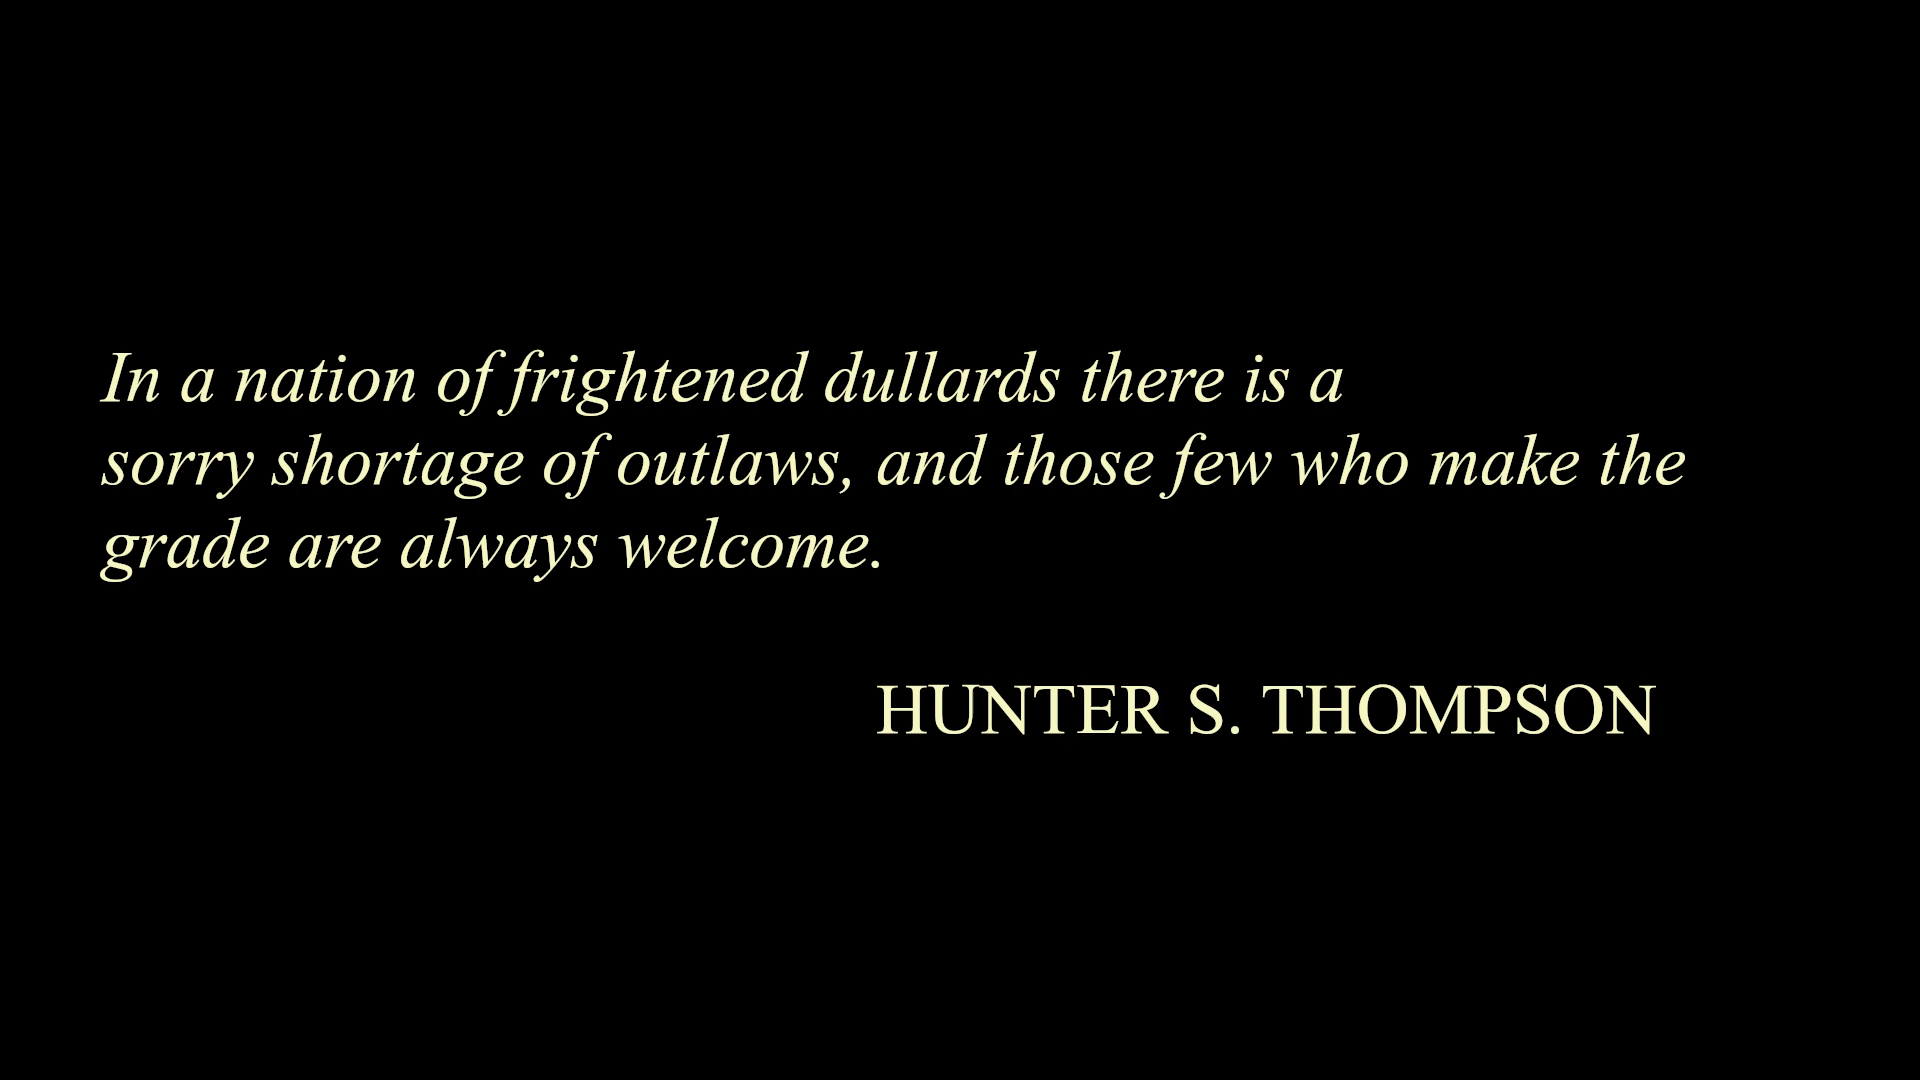 In a nation of frightened dullards there is a
sorry shortage of outlaws, and those few who make the
grade are always welcome.
HUNTER S. THOMPSON